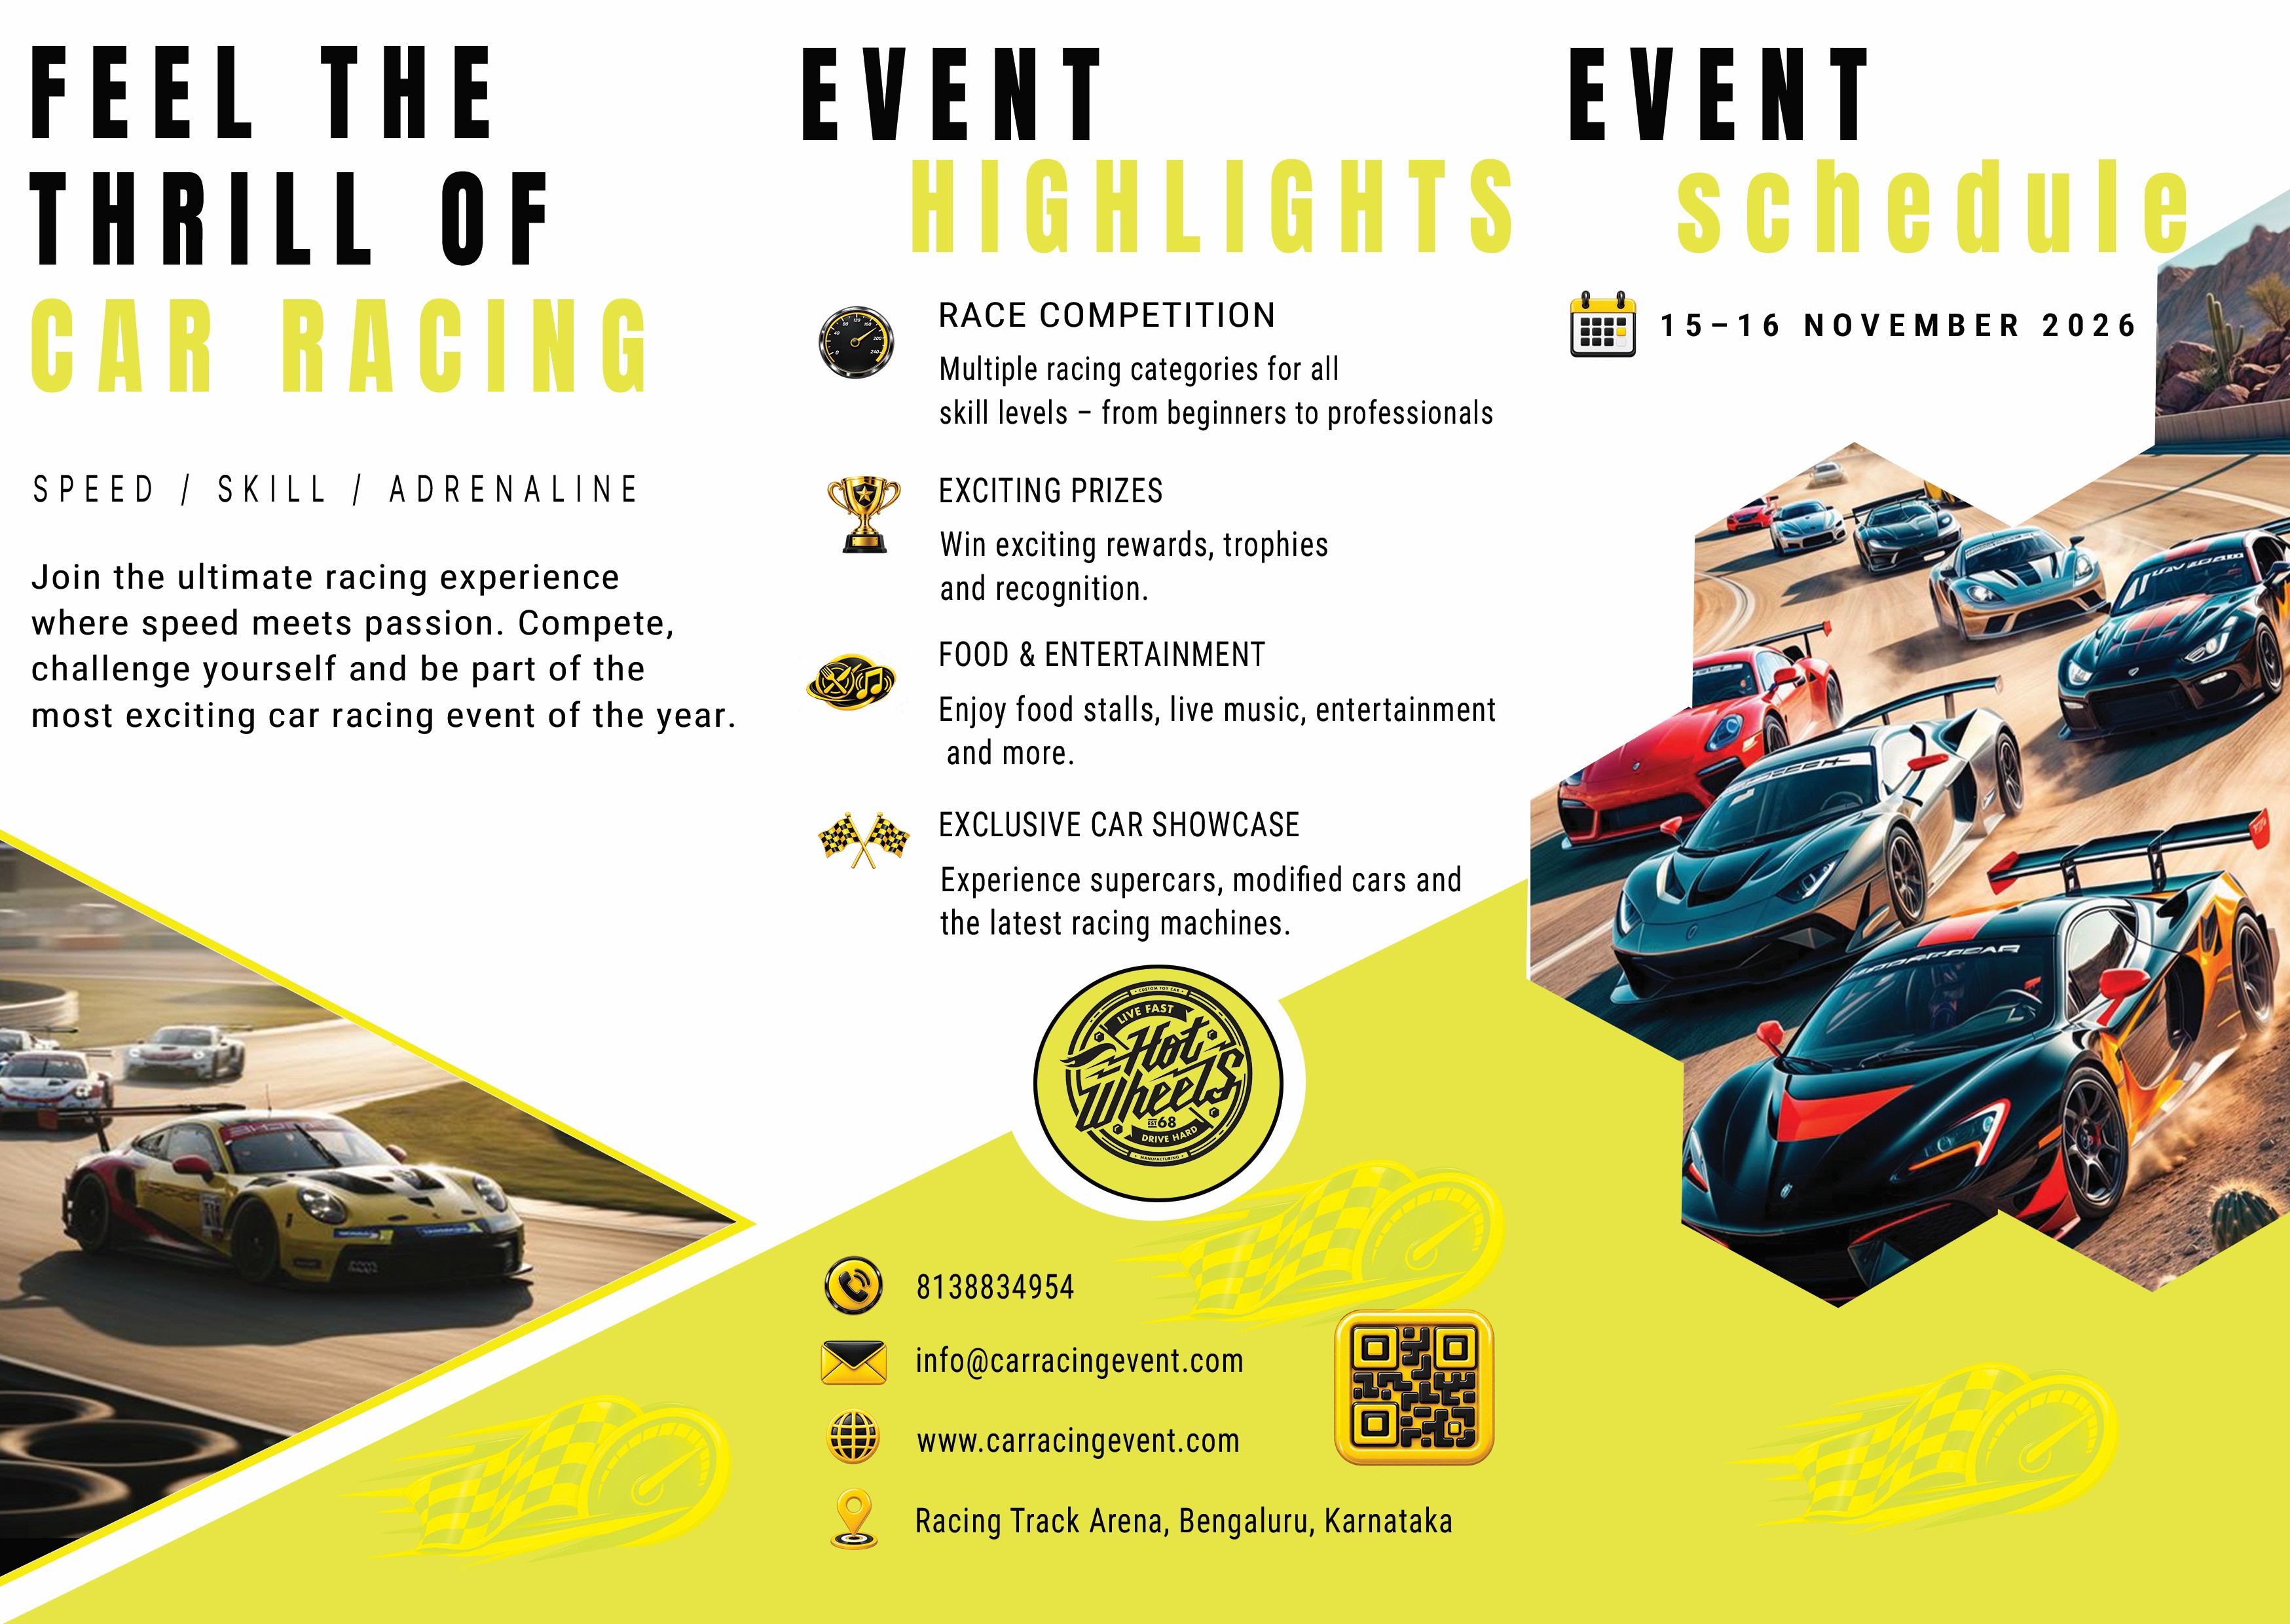 FEEL THE
THRILL OF
CAR RACING
SPEED / SKILL / ADRENALINE
Join the ultimate racing experience
where speed meets passion. Compete,
challenge yourself and be part of the
most exciting car racing event of the year.
EVENT
HIGHLIGHTS
RACE COMPETITION
Multiple racing categories for all
skill levels – from beginners to professionals
EXCITING PRIZES
Win exciting rewards, trophies
and recognition.
FOOD & ENTERTAINMENT
Enjoy food stalls, live music, entertainment
and more.
EXCLUSIVE CAR SHOWCASE
Experience supercars, modified cars and
the latest racing machines.
CUSTOM TOY CAR
LIVE FAST
Hot
Wheels
EST 68
DRIVE HARD
MANUFACTURING
8138834954
info@carracingevent.com
www.carracingevent.com
Racing Track Arena, Bengaluru, Karnataka
EVENT
schedule
15–16 NOVEMBER 2026